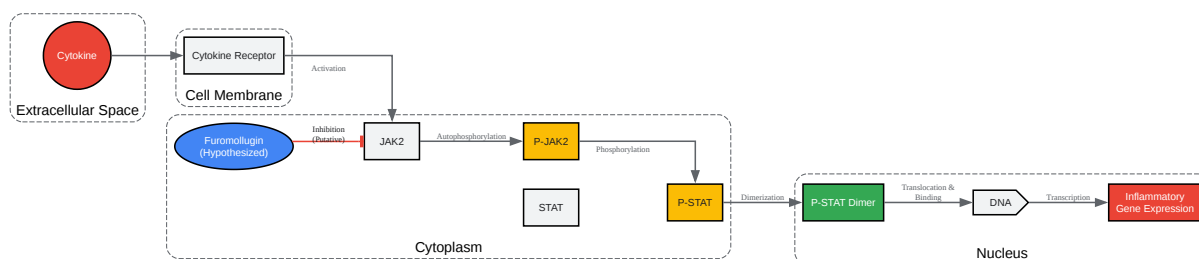 Cytokine
Extracellular Space
Cytokine Receptor
Cell Membrane
Activation
Furomollugin
(Hypothesized)
Inhibition
(Putative)
JAK2
Autophosphorylation
P-JAK2
Phosphorylation
STAT
P-STAT
Cytoplasm
Dimerization
P-STAT Dimer
Translocation &
Binding
DNA
Transcription
Inflammatory
Gene Expression
Nucleus